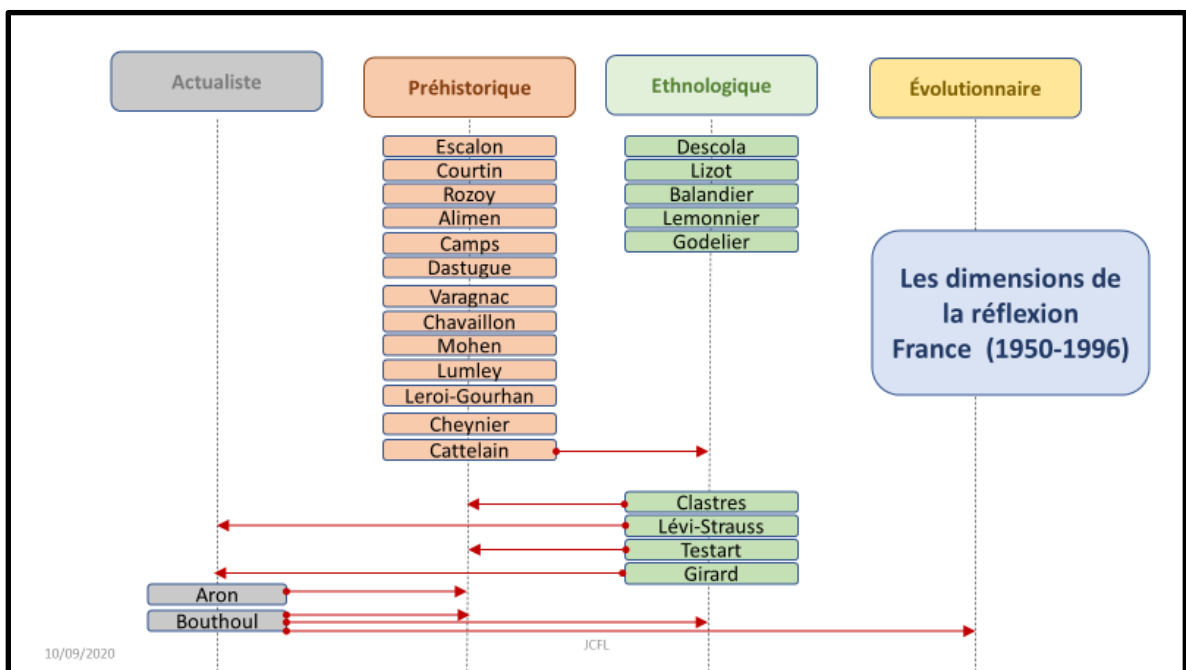 Actualiste
Préhistorique
Ethnologique
Évolutionnaire
Escalon
Courtin
Rozoy
Alimen
Camps
Dastugue
Varagnac
Chavaillon
Mohen
Lumley
Leroi-Gourhan
Cheynier
Cattelain
Descola
Lizot
Balandier
Lemonnier
Godelier
Les dimensions de
la réflexion
France (1950-1996)
Clastres
Lévi-Strauss
Testart
Girard
Aron
Bouthoul
10/09/2020
JCFL